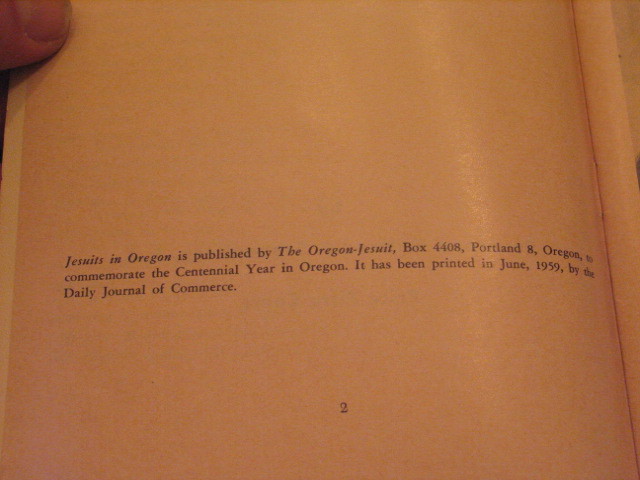 Jesuits in Oregon is published by The Oregon-Jesuit, Box 4408, Portland 8, Oregon, to
commemorate the Centennial Year in Oregon. It has been printed in June, 1959, by the
Daily Journal of Commerce.
2